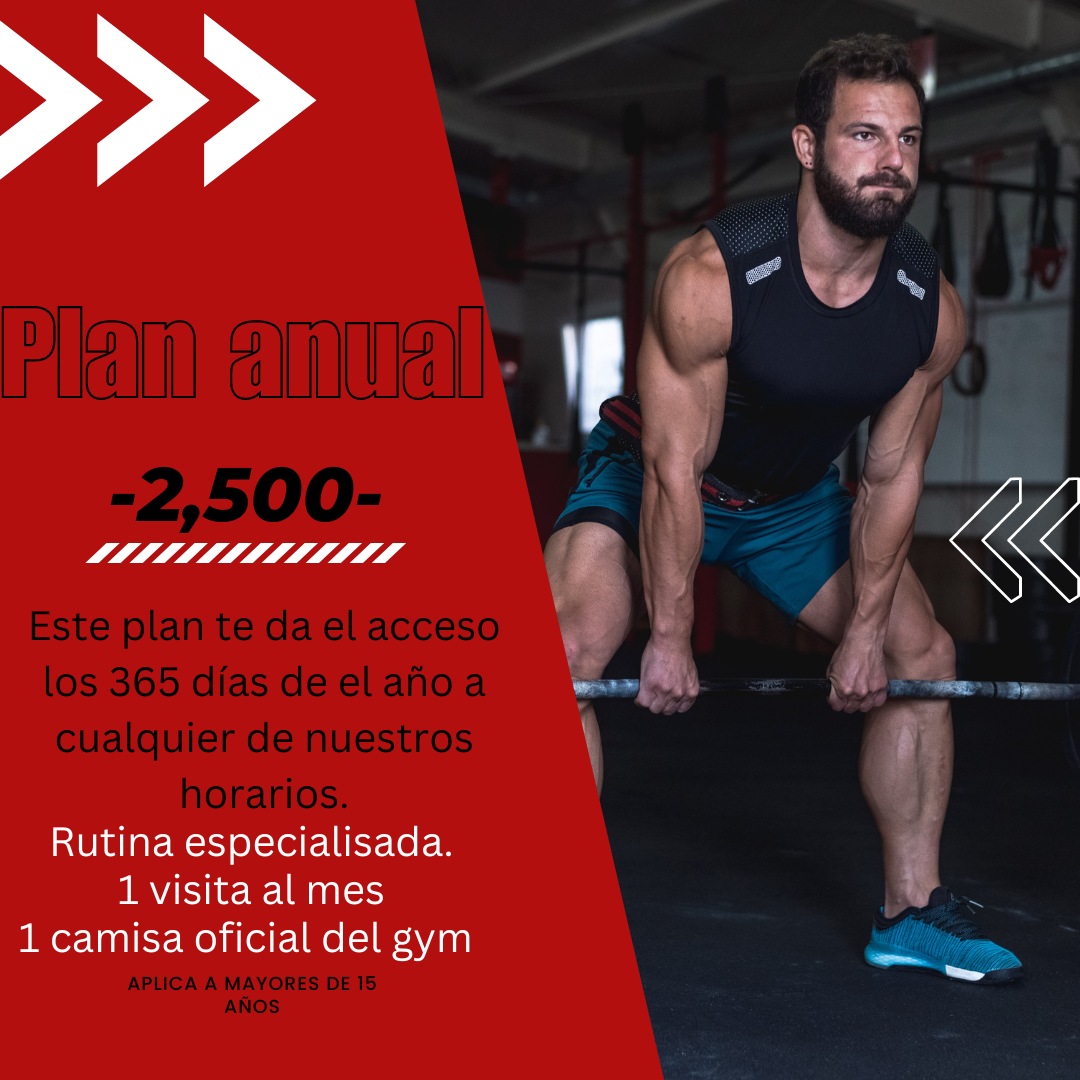 Plan anual
-2,500-
Este plan te da el acceso
los 365 días de el año a
cualquier de nuestros
horarios.
Rutina especialisada.
1 visita al mes
1 camisa oficial del gym
APLICA A MAYORES DE 15
AÑOS